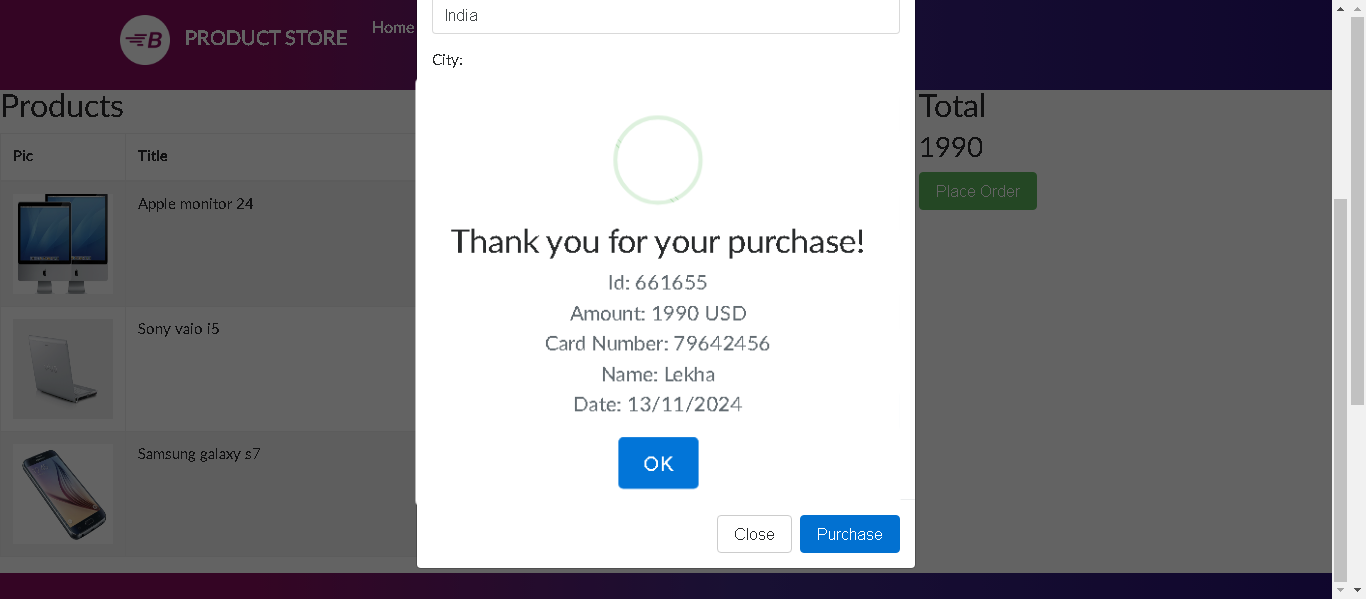 PRODUCT STORE
Home
India
City:
Products
Total
1990
Place Order
Pic
Title
Apple monitor 24
Sony vaio i5
Samsung galaxy s7
Thank you for your purchase!
Id: 661655
Amount: 1990 USD
Card Number: 79642456
Name: Lekha
Date: 13/11/2024
OK
Close
Purchase